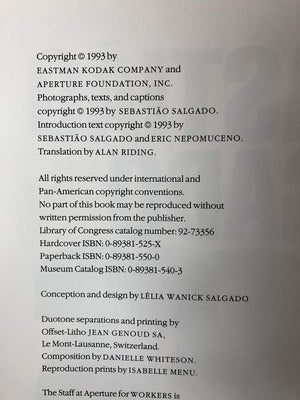 Copyright © 1993 by
EASTMAN KODAK COMPANY and
APERTURE FOUNDATION, INC.
Photographs, texts, and captions
copyright © 1993 by SEBASTIÃO SALGADO.
Introduction text copyright © 1993 by
SEBASTIÃO SALGADO and ERIC NEPOMUCENO.
Translation by ALAN RIDING.
All rights reserved under international and
Pan-American copyright conventions.
No part of this book may be reproduced without
written permission from the publisher.
Library of Congress catalog number: 92-73356
Hardcover ISBN: 0-89381-525-X
Paperback ISBN: 0-89381-550-0
Museum Catalog ISBN: 0-89381-540-3
Conception and design by LÉLIA WANICK SALGADO
Duotone separations and printing by
Offset-Litho JEAN GENOUD SA,
Le Mont-Lausanne, Switzerland.
Composition by DANIELLE WHITESON.
Reproduction prints by ISABELLE MENU.
The Staff at Aperture for WORKERS is